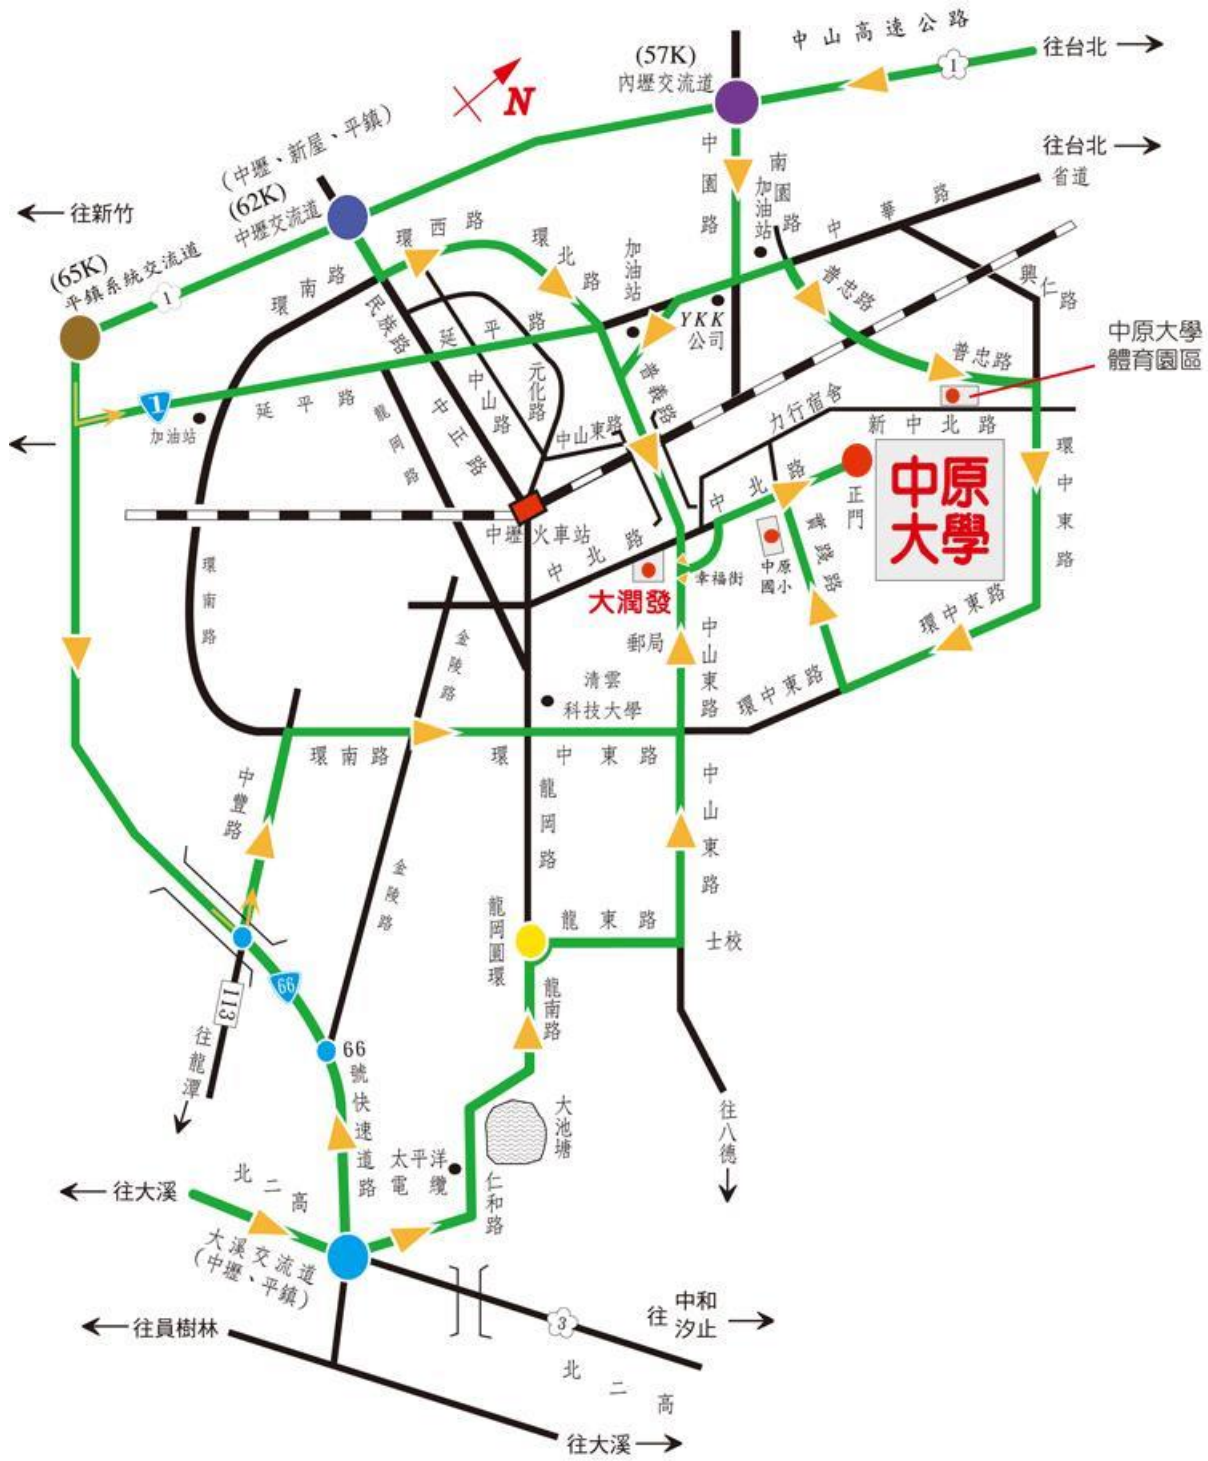 中山高速公路
1
往台北
(57K)
內壢交流道
N
(中壢、新屋、平鎮)
(62K)
中壢交流道
往新竹
(65K)
平鎮系統交流道
1
往台北
省道
中園路
南園路
加油站
中華路
環西路
環北路
加油站
環南路
民族路
延平路
YKK
公司
普忠路
興仁路
普忠路
中原大學
體育園區
1
加油站
延平路
龍岡路
中正路
中山路
元化路
中山東路
普義路
力行宿舍
新中北路
中原
大學
正門
環中東路
中北路
中壢火車站
中北路
大潤發
幸福街
中原
國小
實踐路
環南路
金陵路
郵局
中山東路
環中東路
環中東路
清雲
科技大學
環南路
環中東路
中豐路
龍岡路
中山東路
金陵路
龍岡圓環
龍東路
士校
66
113
往龍潭
龍南路
66
號快速道路
大池塘
往八德
太平洋
電纜
仁和路
北二高
往大溪
大溪交流道
(中壢、平鎮)
往員樹林
3
往
中和
汐止
北二高
往大溪